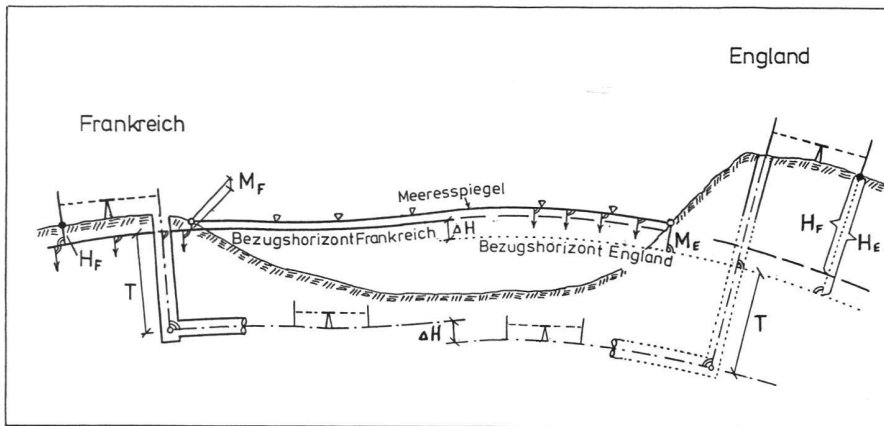 England
Frankreich
M_F
Meeresspiegel
Bezugshorizont Frankreich
ΔH
Bezugshorizont England
M_E
H_F
H_F
H_E
T
T
ΔH